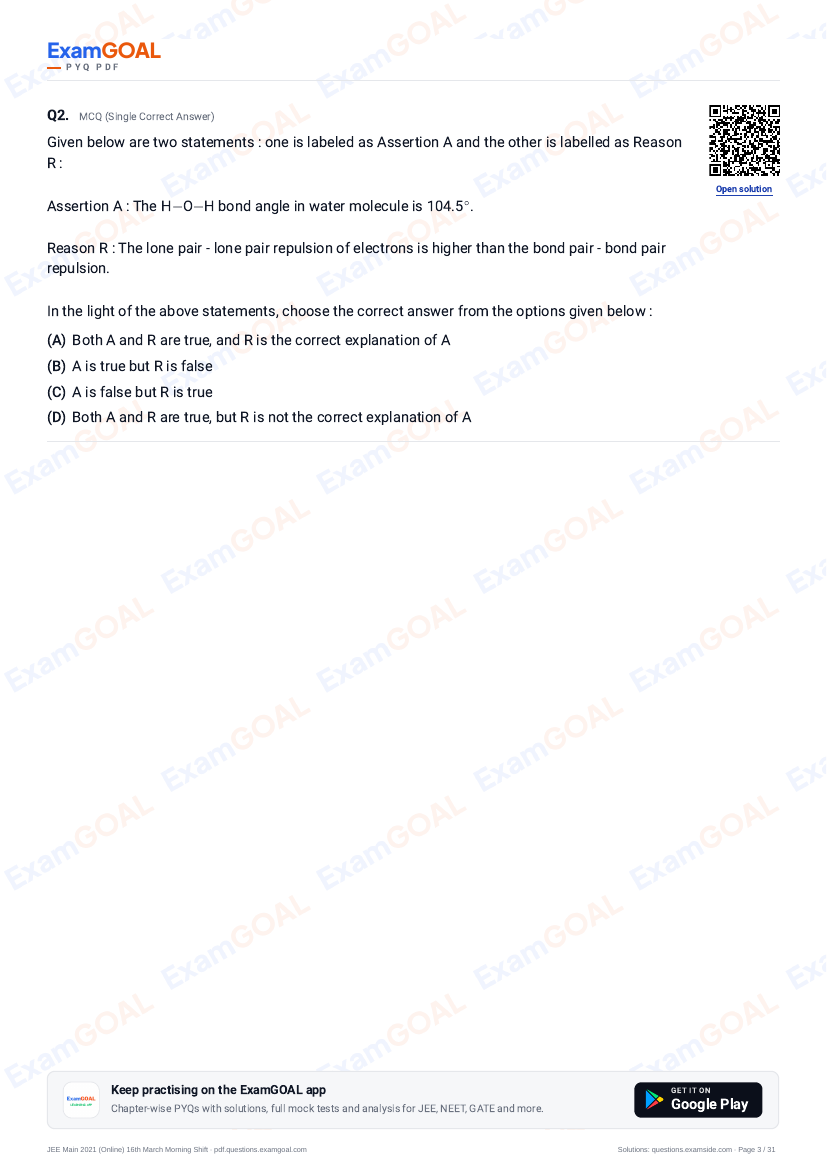 ExamGOAL
PYQ PDF
Q2. MCQ (Single Correct Answer)
Given below are two statements : one is labeled as Assertion A and the other is labelled as Reason
R :
Open solution
Assertion A : The H−O−H bond angle in water molecule is 104.5°.
Reason R : The lone pair - lone pair repulsion of electrons is higher than the bond pair - bond pair
repulsion.
In the light of the above statements, choose the correct answer from the options given below :
(A) Both A and R are true, and R is the correct explanation of A
(B) A is true but R is false
(C) A is false but R is true
(D) Both A and R are true, but R is not the correct explanation of A
ExamGOAL
Keep practising on the ExamGOAL app
Chapter-wise PYQs with solutions, full mock tests and analysis for JEE, NEET, GATE and more.
GET IT ON
Google Play
JEE Main 2021 (Online) 16th March Morning Shift · pdf.questions.examgoal.com
Solutions: questions.examside.com · Page 3 / 31